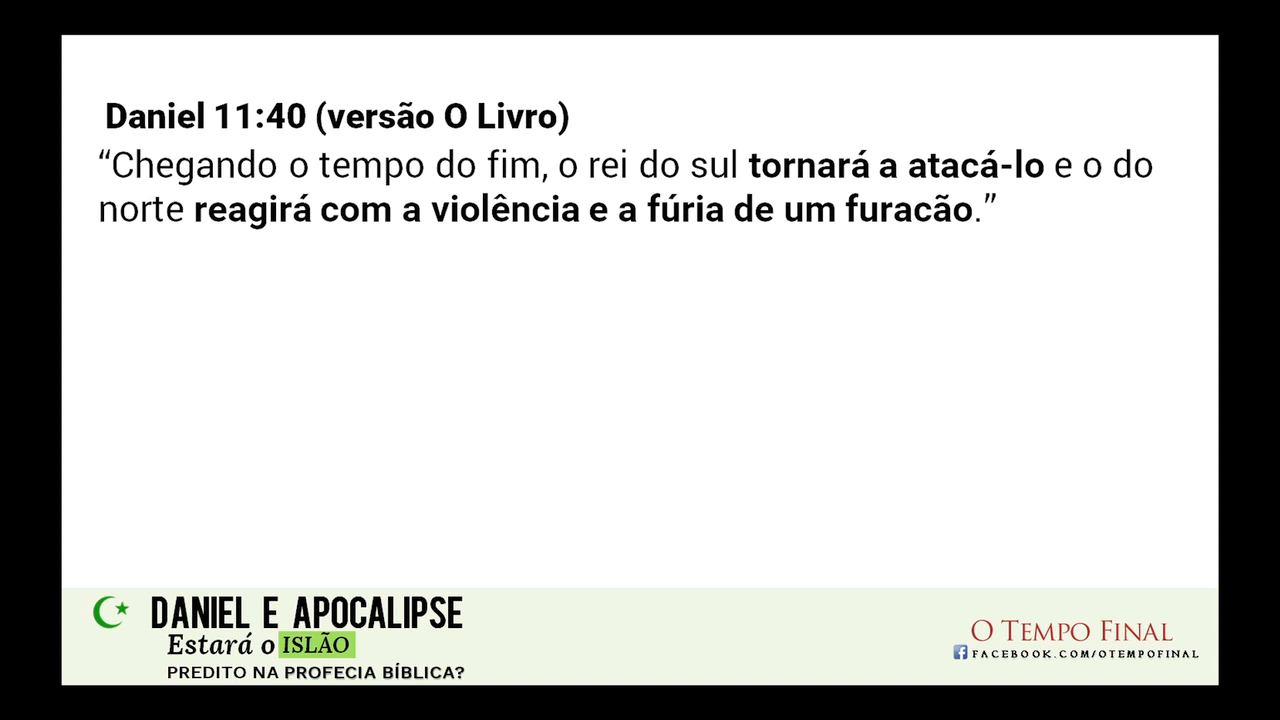 Daniel 11:40 (versão O Livro)
“Chegando o tempo do fim, o rei do sul tornará a atacá-lo e o do
norte reagirá com a violência e a fúria de um furacão.”
DANIEL E APOCALIPSE
Estará o ISLÃO
PREDITO NA PROFECIA BÍBLICA?
O TEMPO FINAL
FACEBOOK.COM/OTEMPOFINAL